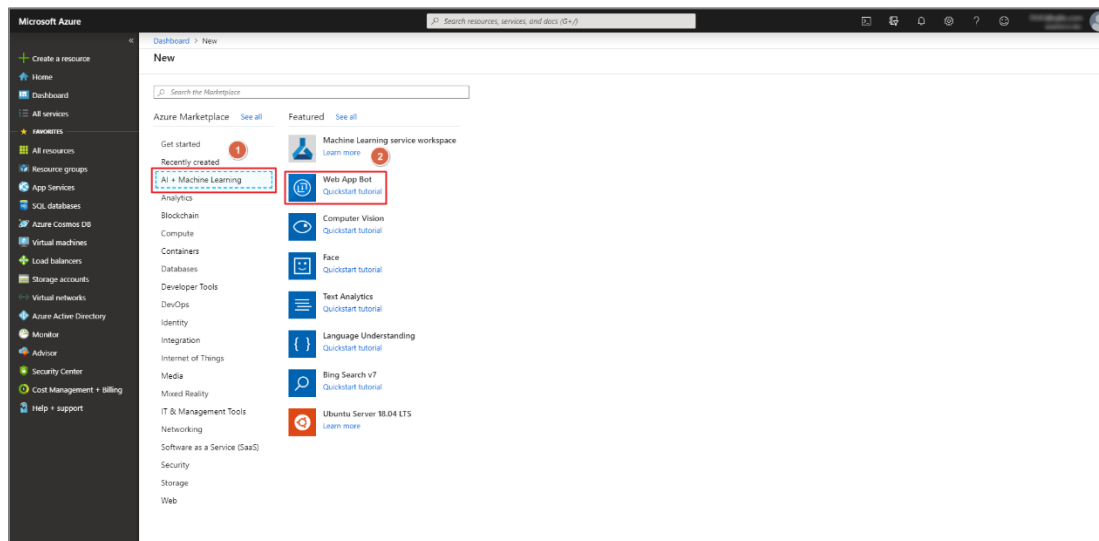 Microsoft Azure
Search resources, services, and docs (G+/)
«
Dashboard > New
New
Create a resource
Home
Dashboard
All services
FAVORITES
All resources
Resource groups
App Services
SQL databases
Azure Cosmos DB
Virtual machines
Load balancers
Storage accounts
Virtual networks
Azure Active Directory
Monitor
Advisor
Security Center
Cost Management + Billing
Help + support
Search the Marketplace
Azure Marketplace See all
Get started
1
Recently created
AI + Machine Learning
Analytics
Blockchain
Compute
Containers
Databases
Developer Tools
DevOps
Identity
Integration
Internet of Things
Media
Mixed Reality
IT & Management Tools
Networking
Software as a Service (SaaS)
Security
Storage
Web
Featured See all
Machine Learning service workspace
Learn more
2
Web App Bot
Quickstart tutorial
Computer Vision
Quickstart tutorial
Face
Quickstart tutorial
Text Analytics
Quickstart tutorial
Language Understanding
Quickstart tutorial
Bing Search v7
Quickstart tutorial
Ubuntu Server 18.04 LTS
Learn more